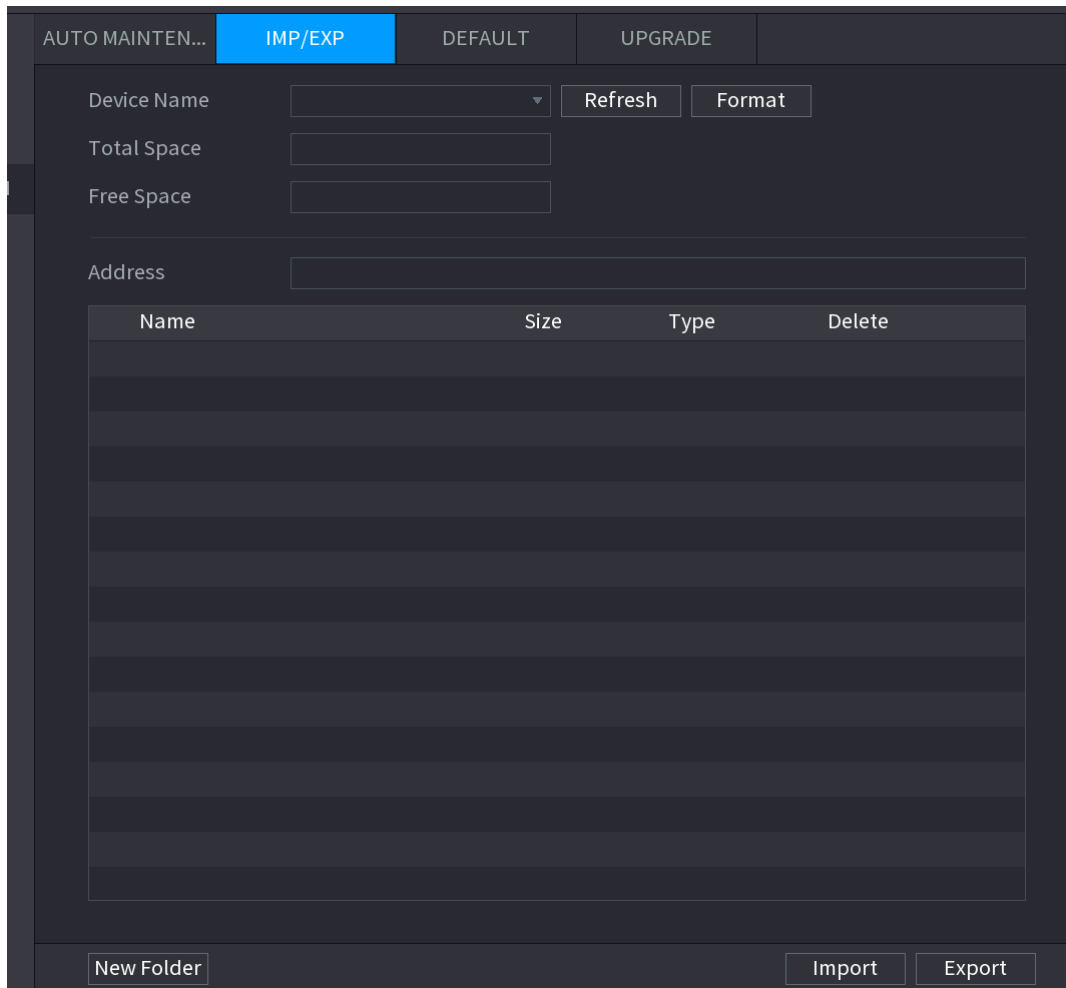 AUTO MAINTEN... IMP/EXP DEFAULT UPGRADE
Device Name Refresh Format
Total Space
Free Space
Address
Name Size Type Delete
New Folder Import Export